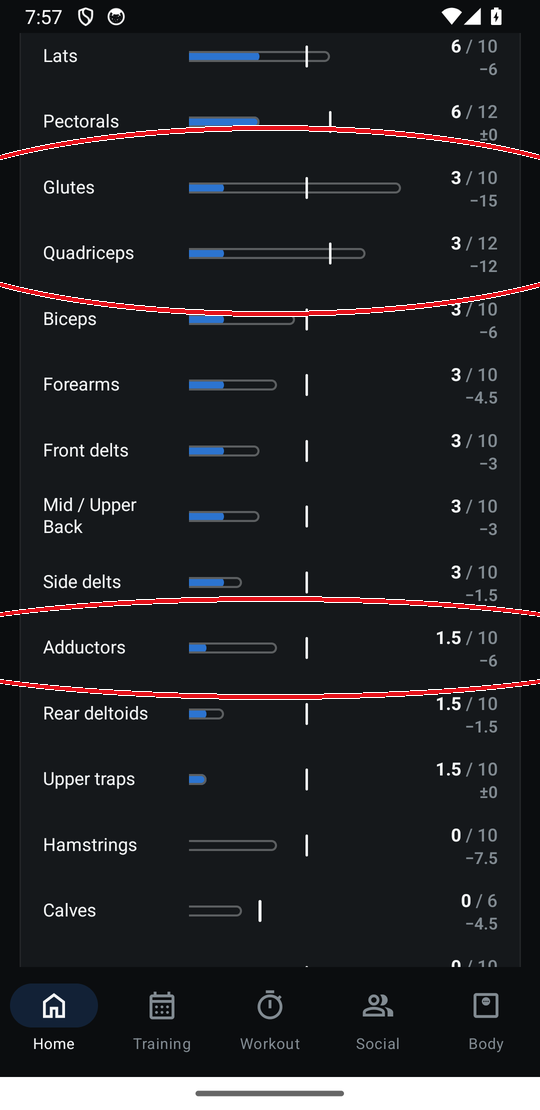 7:57
Lats
6 / 10
−6
Pectorals
6 / 12
±0
Glutes
3 / 10
−15
Quadriceps
3 / 12
−12
Biceps
3 / 10
−6
Forearms
3 / 10
−4.5
Front delts
3 / 10
−3
Mid / Upper
Back
3 / 10
−3
Side delts
3 / 10
−1.5
Adductors
1.5 / 10
−6
Rear deltoids
1.5 / 10
−1.5
Upper traps
1.5 / 10
±0
Hamstrings
0 / 10
−7.5
Calves
0 / 6
−4.5
0 / 10
Home
Training
Workout
Social
Body